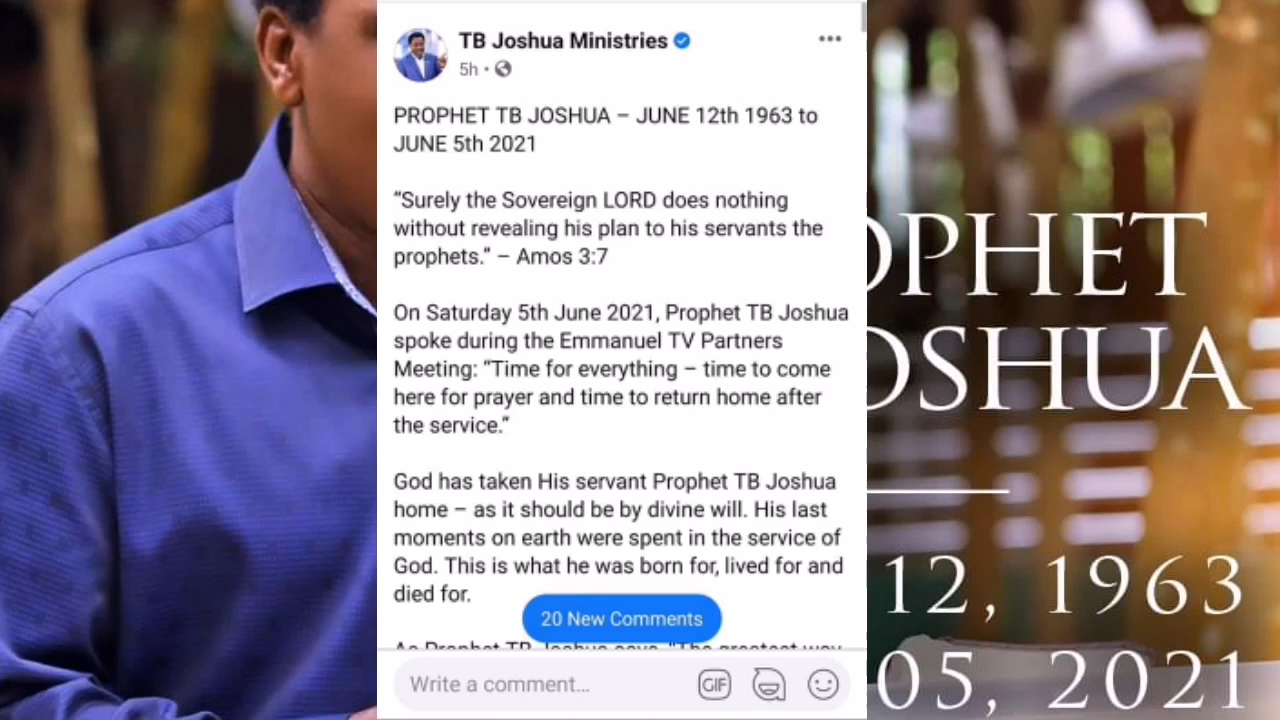 TB Joshua Ministries
5h
PROPHET TB JOSHUA – JUNE 12th 1963 to
JUNE 5th 2021
“Surely the Sovereign LORD does nothing
without revealing his plan to his servants the
prophets.” – Amos 3:7
On Saturday 5th June 2021, Prophet TB Joshua
spoke during the Emmanuel TV Partners
Meeting: “Time for everything – time to come
here for prayer and time to return home after
the service.”
God has taken His servant Prophet TB Joshua
home – as it should be by divine will. His last
moments on earth were spent in the service of
God. This is what he was born for, lived for and
died for.
20 New Comments
As Prophet TB Joshua says, “The greatest way
Write a comment...
GIF
OPHET
OSHUA
12, 1963
05, 2021